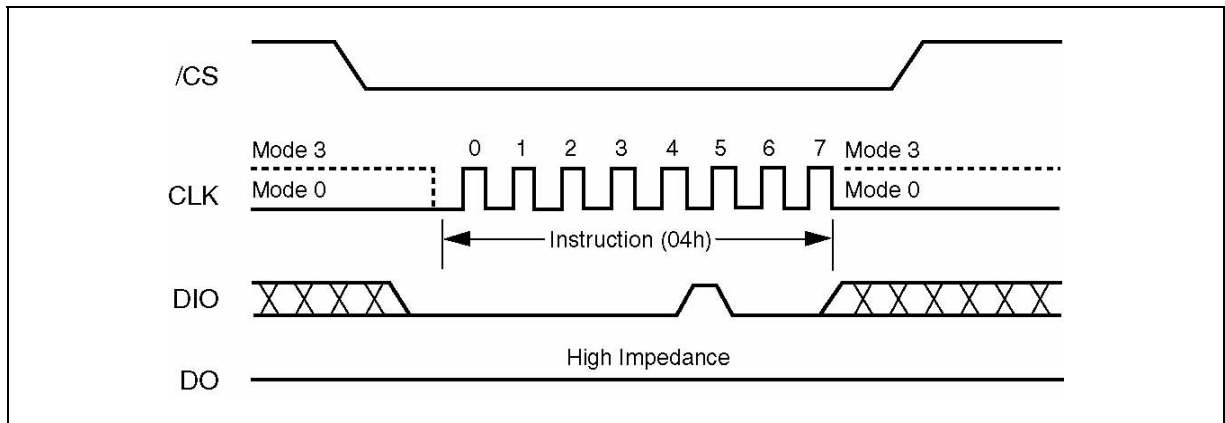 /CS
Mode 3 0 1 2 3 4 5 6 7 Mode 3
CLK Mode 0 Mode 0
Instruction (04h)
DIO
High Impedance
DO